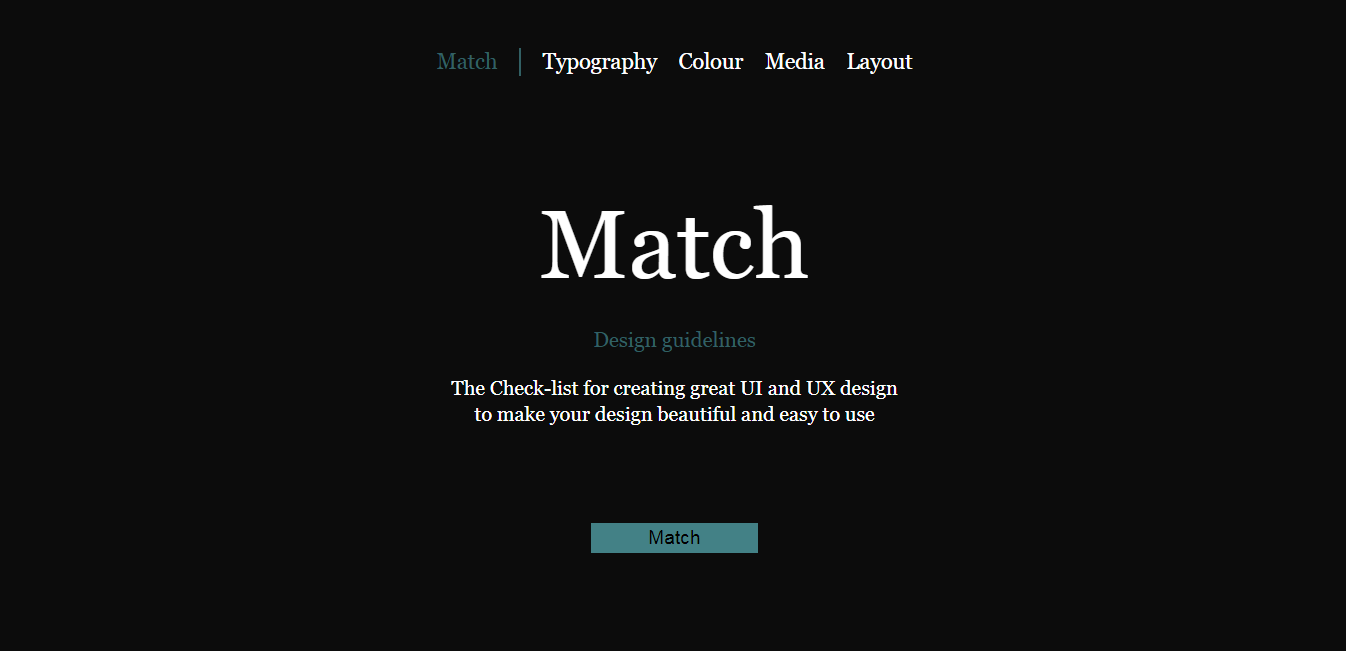 Match Typography Colour Media Layout
Match
Design guidelines
The Check-list for creating great UI and UX design
to make your design beautiful and easy to use
Match